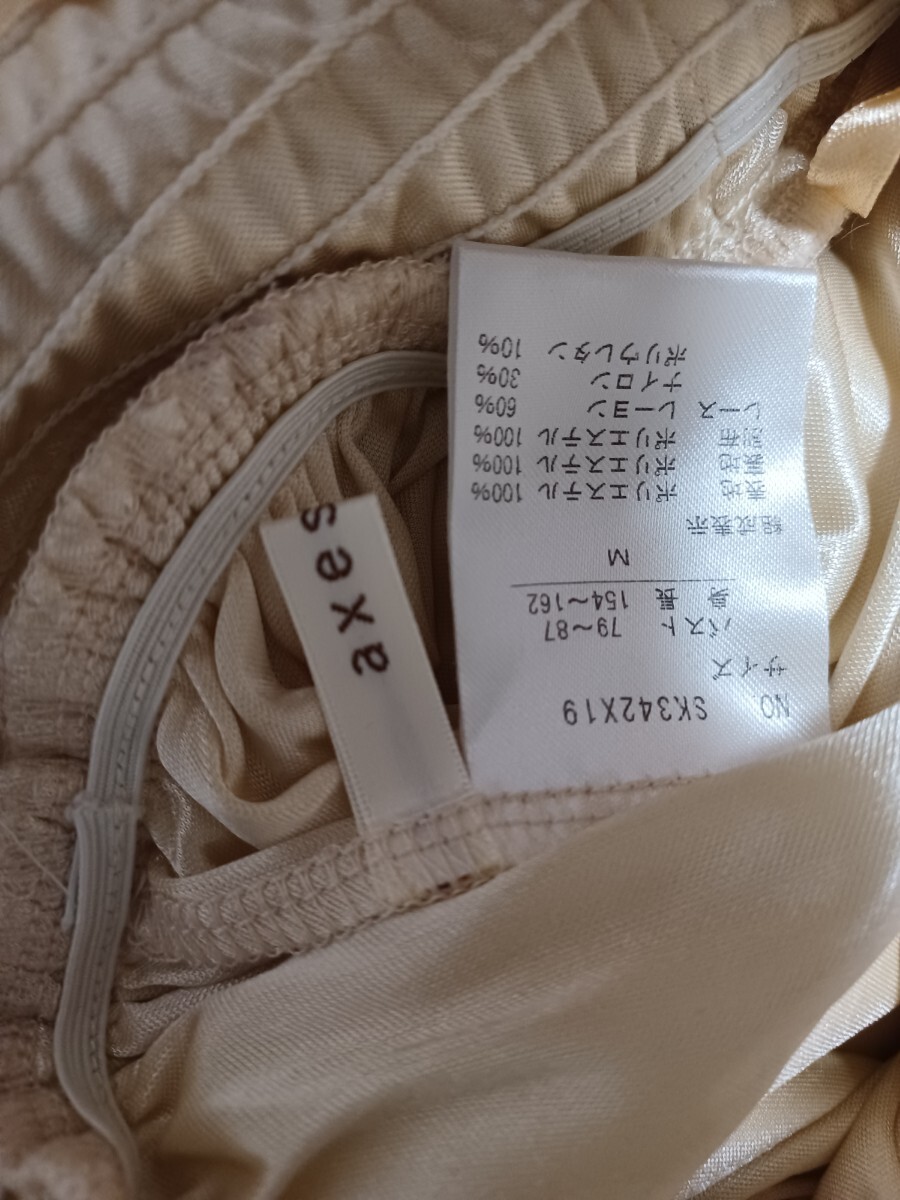 NO SK342X19
サイズ
バスト 79〜87
身 長 154〜162
M
組成表示
表地 ポリエステル 100%
裏地 ポリエステル 100%
別布 ポリエステル 100%
レース レーヨン 60%
ナイロン 30%
ポリウレタン 10%
axes